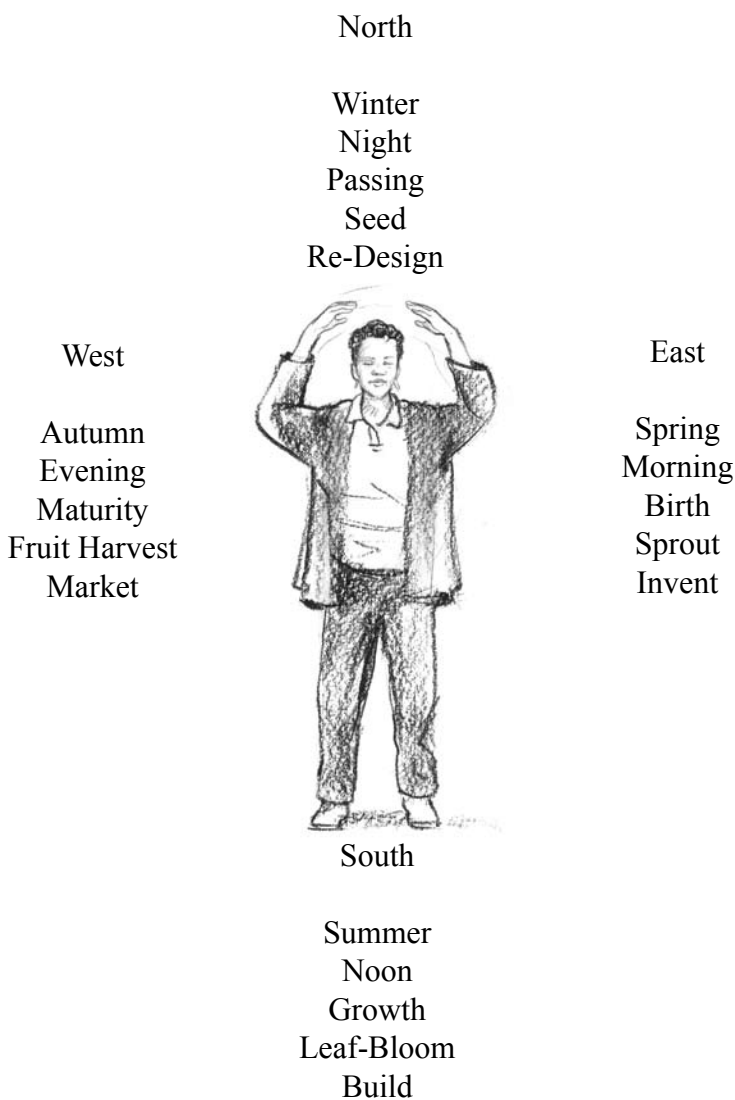 North
Winter
Night
Passing
Seed
Re-Design
West
Autumn
Evening
Maturity
Fruit Harvest
Market
East
Spring
Morning
Birth
Sprout
Invent
South
Summer
Noon
Growth
Leaf-Bloom
Build